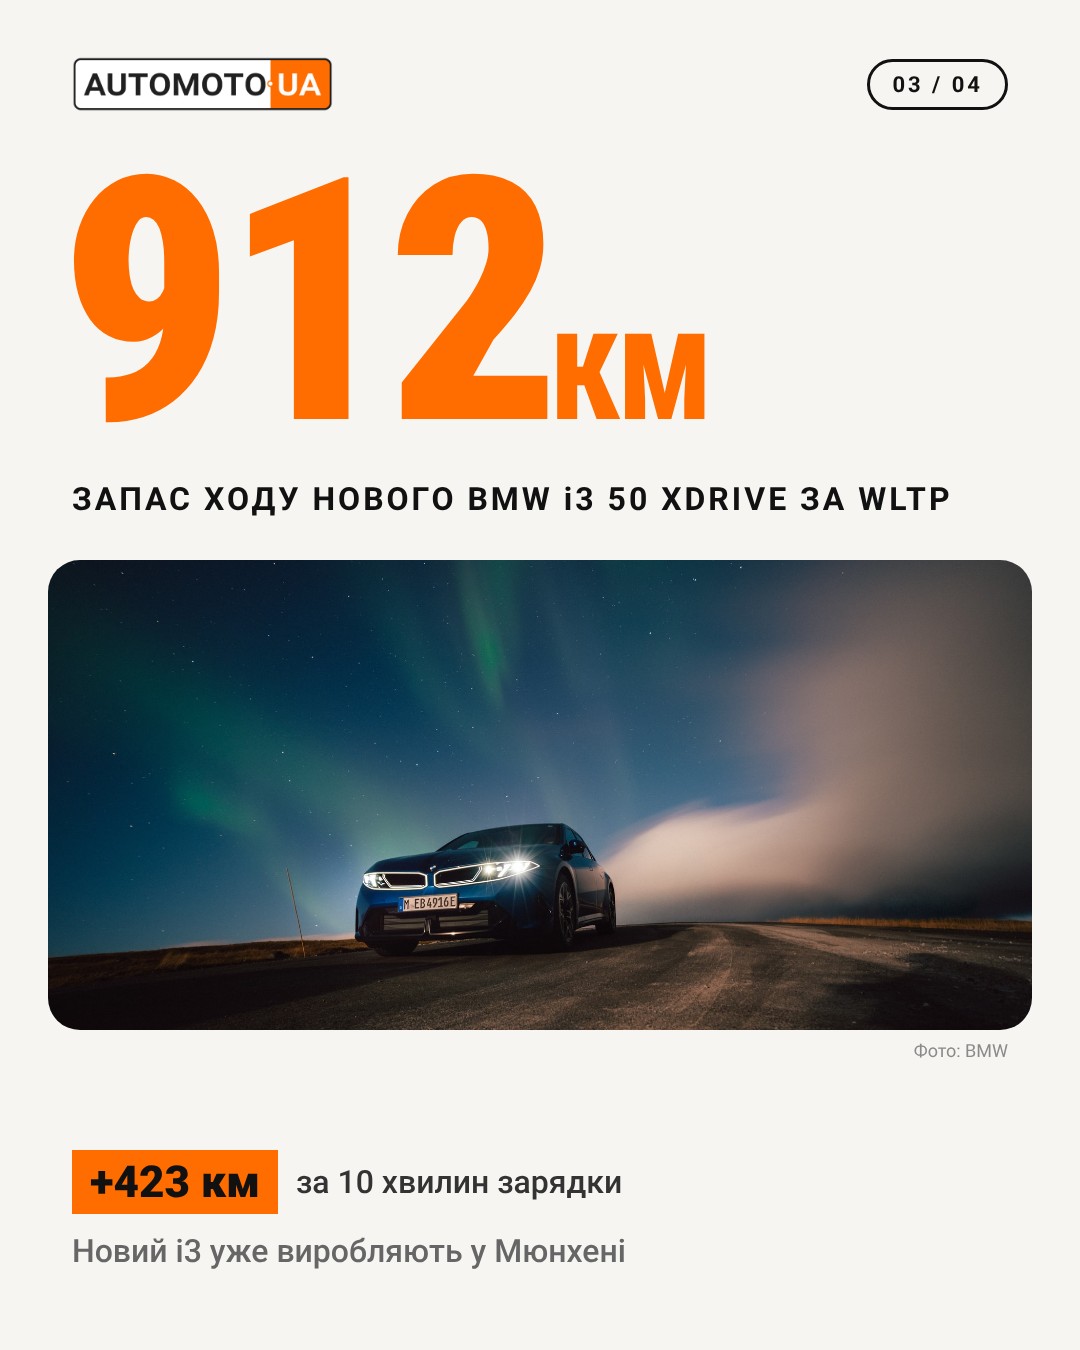 AUTOMOTO.UA
03 / 04
912км
ЗАПАС ХОДУ НОВОГО BMW i3 50 XDRIVE ЗА WLTP
M EB4916E
Фото: BMW
+423 км за 10 хвилин зарядки
Новий i3 уже виробляють у Мюнхені